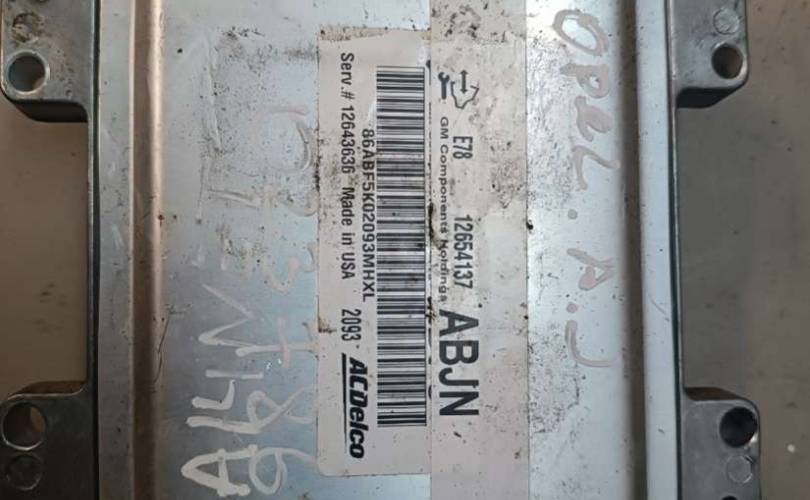 E78 12654137 ABJN
GM Components Holdings
86ABF5K02093MHXL
Serv.# 12643636 Made in USA 2093 ACDelco
OPEL.A.J